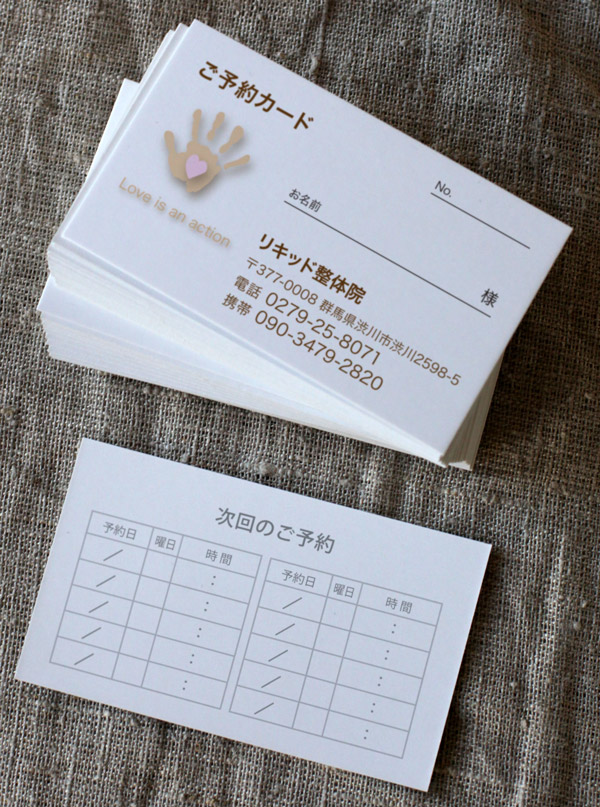 ご予約カード
Love is an action
No.
お名前
様
リキッド整体院
〒377-0008 群馬県渋川市渋川2598-5
電話 0279-25-8071
携帯 090-3479-2820
次回のご予約
予約日 曜日 時間 予約日 曜日 時間
／ : ／ :
／ : ／ :
／ : ／ :
／ : ／ :
／ : ／ :